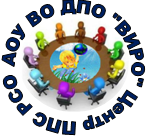 АОУ ВО ДПО "ВИРО" Центр ППС РСО